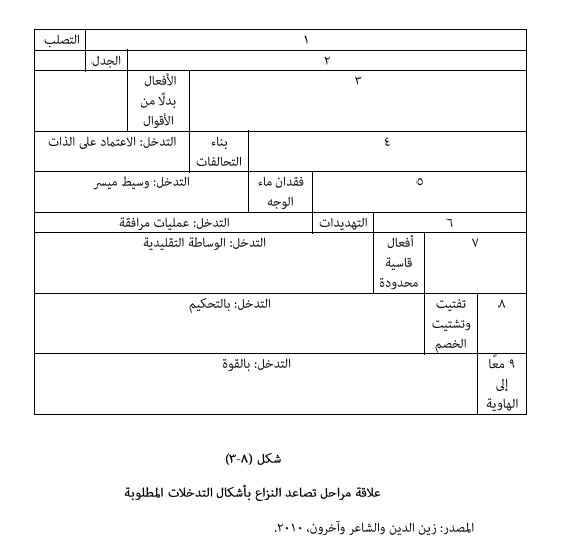 ١ التصلب
٢ الجدل
٣ الأفعال
بدلًا من
الأقوال
٤ بناء التدخل: الاعتماد على الذات
التحالفات
٥ فقدان ماء التدخل: وسيط ميسر
الوجه
٦ التهديدات التدخل: عمليات مرافقة
٧ أفعال التدخل: الوساطة التقليدية
قاسية
محدودة
٨ تفتيت التدخل: بالتحكيم
وتشتيت
الخصم
٩ معًا التدخل: بالقوة
إلى
الهاوية
شكل (٨-٣)
علاقة مراحل تصاعد النزاع بأشكال التدخلات المطلوبة
المصدر: زين الدين والشاعر وآخرون، ٢٠١٠.